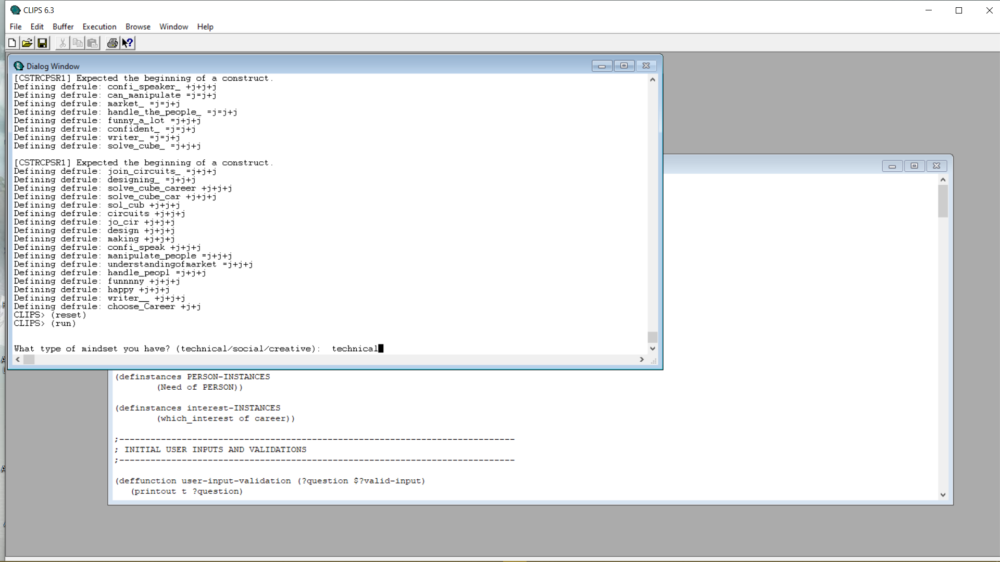 CLIPS 6.3
File Edit Buffer Execution Browse Window Help
Dialog Window
[CSTRCPSR1] Expected the beginning of a construct.
Defining defrule: confi_speaker_ +j+j+j
Defining defrule: can_manipulate =j=j+j
Defining defrule: market_ =j=j+j
Defining defrule: handle_the_people_ =j=j+j
Defining defrule: funny_a_lot =j+j+j
Defining defrule: confident_ =j=j+j
Defining defrule: writer_ =j=j+j
Defining defrule: solve_cube_ =j+j+j
[CSTRCPSR1] Expected the beginning of a construct.
Defining defrule: join_circuits_ =j+j+j
Defining defrule: designing_ =j+j+j
Defining defrule: solve_cube_career +j+j+j
Defining defrule: solve_cube_car +j+j+j
Defining defrule: sol_cub +j+j+j
Defining defrule: circuits +j+j+j
Defining defrule: jo_cir +j+j+j
Defining defrule: design +j+j+j
Defining defrule: making +j+j+j
Defining defrule: confi_speak +j+j+j
Defining defrule: manipulate_people =j+j+j
Defining defrule: understandingofmarket =j+j+j
Defining defrule: handle_peopl =j+j+j
Defining defrule: funnnny +j+j+j
Defining defrule: happy +j+j+j
Defining defrule: writer__ +j+j+j
Defining defrule: choose_Career +j+j
CLIPS> (reset)
CLIPS> (run)
What type of mindset you have? (technical/social/creative):  technical
(definstances PERSON-INSTANCES
(Need of PERSON))
(definstances interest-INSTANCES
(which_interest of career))
;----------------------------------------------------------------------------
; INITIAL USER INPUTS AND VALIDATIONS
;----------------------------------------------------------------------------
(deffunction user-input-validation (?question $?valid-input)
(printout t ?question)